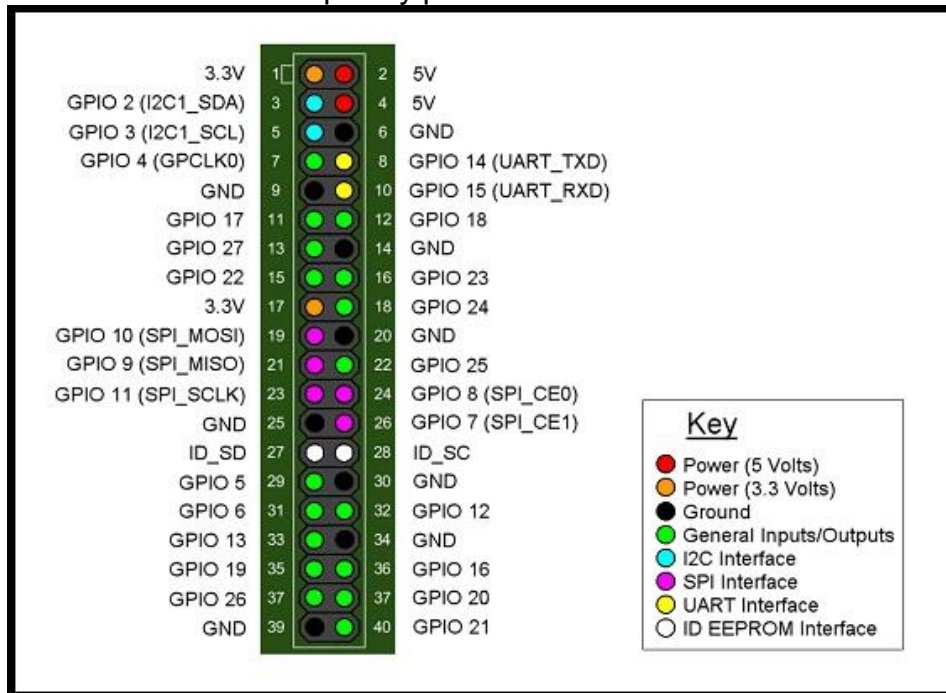 3.3V 1 2 5V
GPIO 2 (I2C1_SDA) 3 4 5V
GPIO 3 (I2C1_SCL) 5 6 GND
GPIO 4 (GPCLK0) 7 8 GPIO 14 (UART_TXD)
GND 9 10 GPIO 15 (UART_RXD)
GPIO 17 11 12 GPIO 18
GPIO 27 13 14 GND
GPIO 22 15 16 GPIO 23
3.3V 17 18 GPIO 24
GPIO 10 (SPI_MOSI) 19 20 GND
GPIO 9 (SPI_MISO) 21 22 GPIO 25
GPIO 11 (SPI_SCLK) 23 24 GPIO 8 (SPI_CE0)
GND 25 26 GPIO 7 (SPI_CE1)
ID_SD 27 28 ID_SC
GPIO 5 29 30 GND
GPIO 6 31 32 GPIO 12
GPIO 13 33 34 GND
GPIO 19 35 36 GPIO 16
GPIO 26 37 37 GPIO 20
GND 39 40 GPIO 21
Key
Power (5 Volts)
Power (3.3 Volts)
Ground
General Inputs/Outputs
I2C Interface
SPI Interface
UART Interface
ID EEPROM Interface